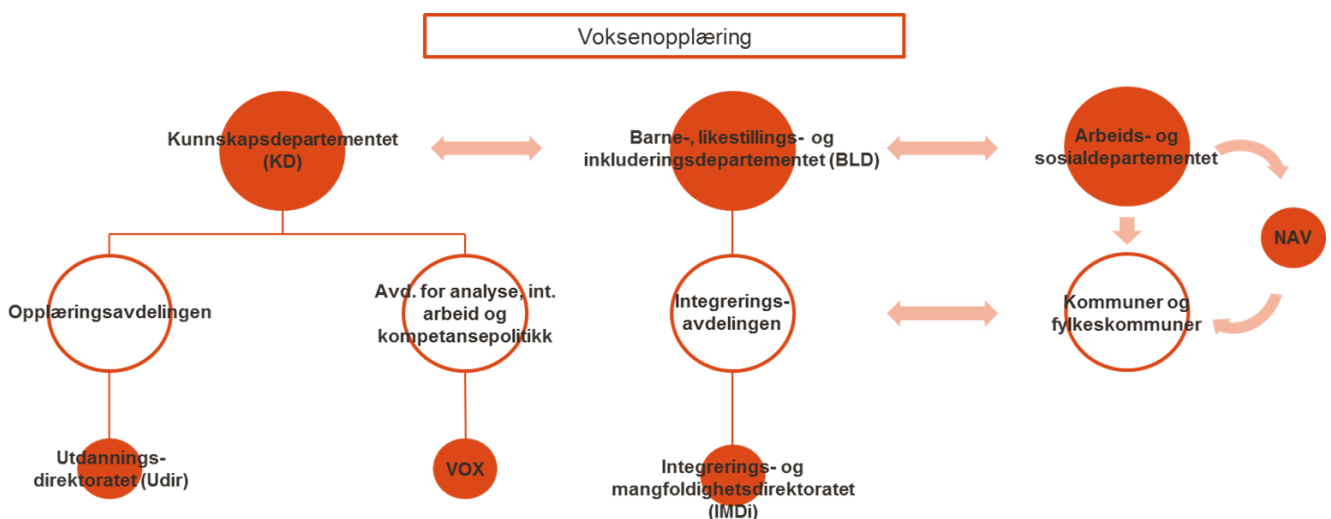 Voksenopplæring
Kunnskapsdepartementet
(KD)
Barne-, likestillings- og
inkluderingsdepartementet (BLD)
Arbeids- og
sosialdepartementet
NAV
Opplæringsavdelingen
Avd. for analyse, int.
arbeid og
kompetansepolitikk
Integrerings-
avdelingen
Kommuner og
fylkeskommuner
Utdannings-
direktoratet (Udir)
VOX
Integrerings- og
mangfoldighetsdirektoratet
(IMDi)